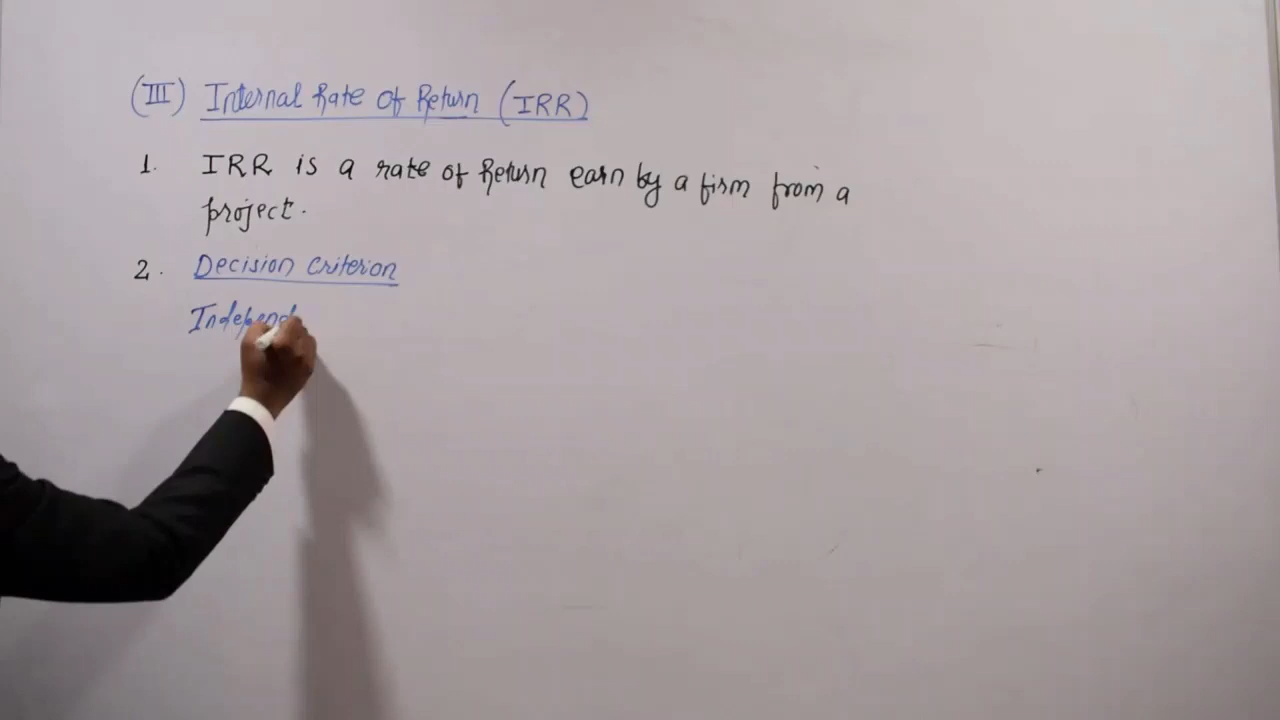 (III) Internal Rate of Return (IRR)
1. IRR is a rate of Return earn by a firm from a
project.
2. Decision Criterion
Independ